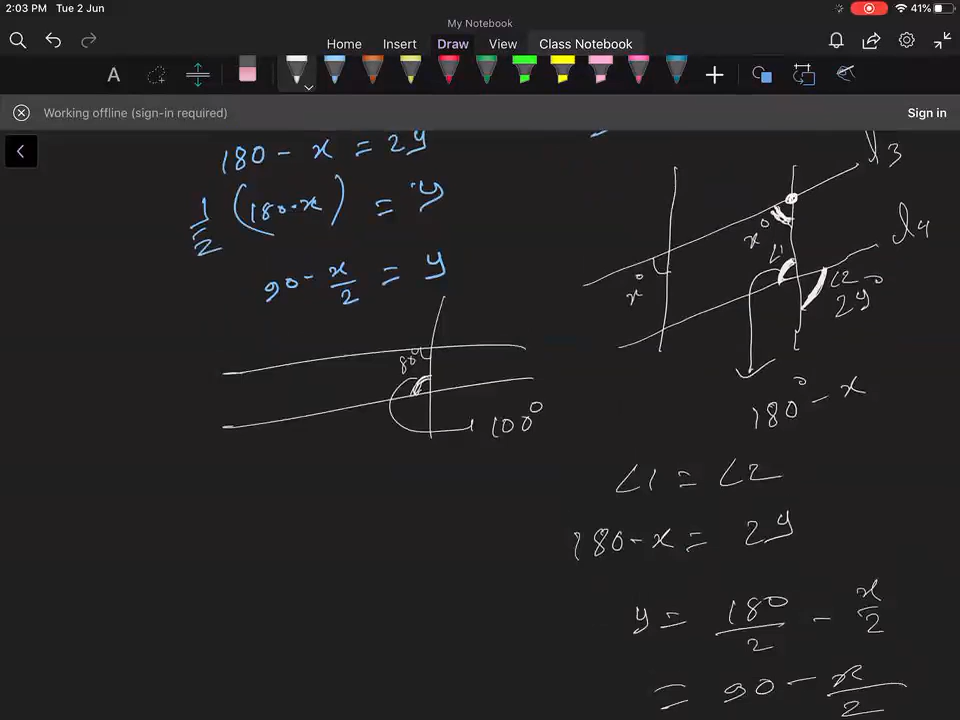 2:03 PM Tue 2 Jun
41%
My Notebook
Home Insert Draw View Class Notebook
A
Working offline (sign-in required)
Sign in
180 - x = 2y
1/2 (180-x) = y
90 - x/2 = y
80°
100°
l3
l4
x°
x°
∠1
∠2
2y°
180° - x
∠1 = ∠2
180 - x = 2y
y = 180/2 - x/2
= 90 - x/2